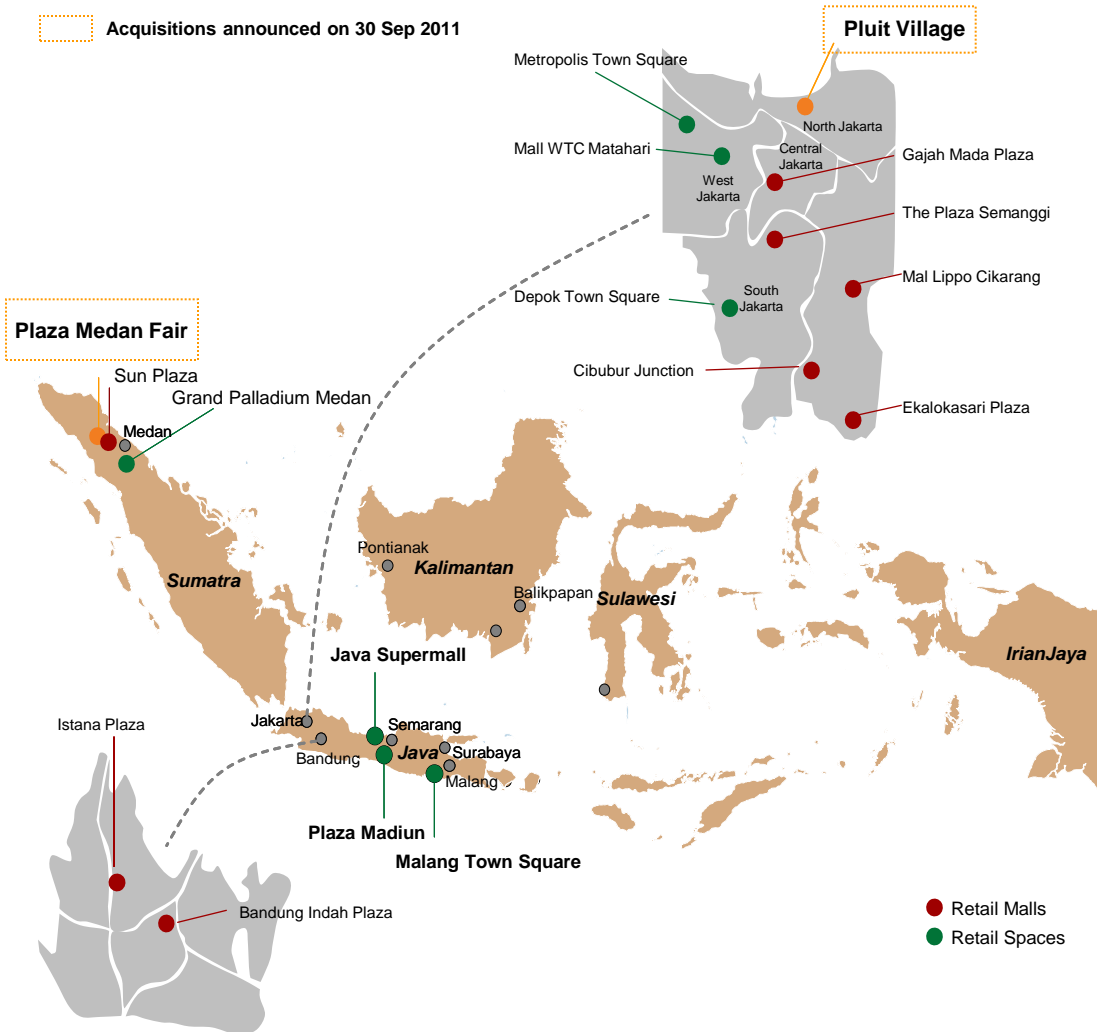 Acquisitions announced on 30 Sep 2011
Pluit Village
Metropolis Town Square
North Jakarta
Mall WTC Matahari
Central
Jakarta
Gajah Mada Plaza
West
Jakarta
The Plaza Semanggi
Mal Lippo Cikarang
South
Jakarta
Depok Town Square
Plaza Medan Fair
Cibubur Junction
Sun Plaza
Grand Palladium Medan
Ekalokasari Plaza
Medan
Pontianak
Kalimantan
Sumatra
Balikpapan
Sulawesi
IrianJaya
Java Supermall
Jakarta
Semarang
Istana Plaza
Java
Surabaya
Bandung
Malang
Plaza Madiun
Malang Town Square
Bandung Indah Plaza
Retail Malls
Retail Spaces